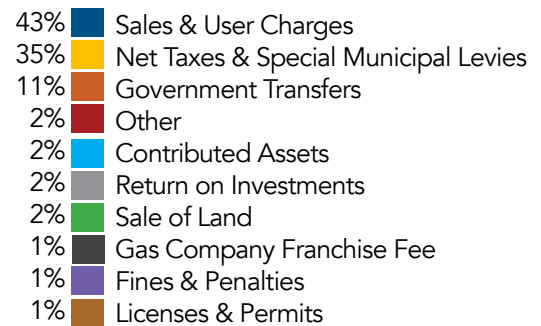 43% Sales & User Charges
35% Net Taxes & Special Municipal Levies
11% Government Transfers
2% Other
2% Contributed Assets
2% Return on Investments
2% Sale of Land
1% Gas Company Franchise Fee
1% Fines & Penalties
1% Licenses & Permits